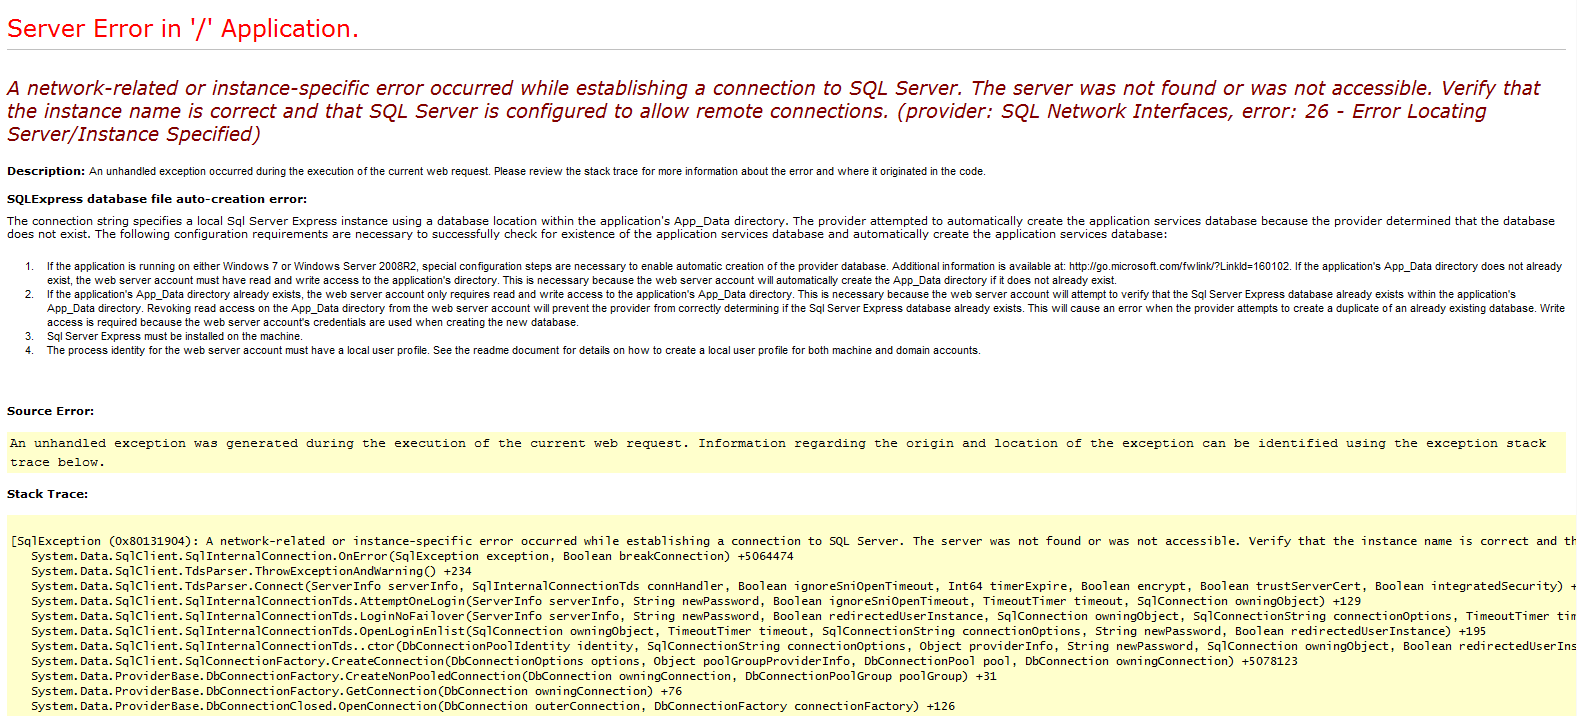 Server Error in '/' Application.
A network-related or instance-specific error occurred while establishing a connection to SQL Server. The server was not found or was not accessible. Verify that
the instance name is correct and that SQL Server is configured to allow remote connections. (provider: SQL Network Interfaces, error: 26 - Error Locating
Server/Instance Specified)
Description: An unhandled exception occurred during the execution of the current web request. Please review the stack trace for more information about the error and where it originated in the code.
SQLExpress database file auto-creation error:
The connection string specifies a local Sql Server Express instance using a database location within the application's App_Data directory. The provider attempted to automatically create the application services database because the provider determined that the database
does not exist. The following configuration requirements are necessary to successfully check for existence of the application services database and automatically create the application services database:
1. If the application is running on either Windows 7 or Windows Server 2008R2, special configuration steps are necessary to enable automatic creation of the provider database. Additional information is available at: http://go.microsoft.com/fwlink/?LinkId=160102. If the application's App_Data directory does not already
exist, the web server account must have read and write access to the application's directory. This is necessary because the web server account will automatically create the App_Data directory if it does not already exist.
2. If the application's App_Data directory already exists, the web server account only requires read and write access to the application's App_Data directory. This is necessary because the web server account will attempt to verify that the Sql Server Express database already exists within the application's
App_Data directory. Revoking read access on the App_Data directory from the web server account will prevent the provider from correctly determining if the Sql Server Express database already exists. This will cause an error when the provider attempts to create a duplicate of an already existing database. Write
access is required because the web server account's credentials are used when creating the new database.
3. Sql Server Express must be installed on the machine.
4. The process identity for the web server account must have a local user profile. See the readme document for details on how to create a local user profile for both machine and domain accounts.
Source Error:
An unhandled exception was generated during the execution of the current web request. Information regarding the origin and location of the exception can be identified using the exception stack
trace below.
Stack Trace:
[SqlException (0x80131904): A network-related or instance-specific error occurred while establishing a connection to SQL Server. The server was not found or was not accessible. Verify that the instance name is correct and th
System.Data.SqlClient.SqlInternalConnection.OnError(SqlException exception, Boolean breakConnection) +5064474
System.Data.SqlClient.TdsParser.ThrowExceptionAndWarning() +234
System.Data.SqlClient.TdsParser.Connect(ServerInfo serverInfo, SqlInternalConnectionTds connHandler, Boolean ignoreSniOpenTimeout, Int64 timerExpire, Boolean encrypt, Boolean trustServerCert, Boolean integratedSecurity) +
System.Data.SqlClient.SqlInternalConnectionTds.AttemptOneLogin(ServerInfo serverInfo, String newPassword, Boolean ignoreSniOpenTimeout, TimeoutTimer timeout, SqlConnection owningObject) +129
System.Data.SqlClient.SqlInternalConnectionTds.LoginNoFailover(ServerInfo serverInfo, String newPassword, Boolean redirectedUserInstance, SqlConnection owningObject, SqlConnectionString connectionOptions, TimeoutTimer tim
System.Data.SqlClient.SqlInternalConnectionTds.OpenLoginEnlist(SqlConnection owningObject, TimeoutTimer timeout, SqlConnectionString connectionOptions, String newPassword, Boolean redirectedUserInstance) +195
System.Data.SqlClient.SqlInternalConnectionTds..ctor(DbConnectionPoolIdentity identity, SqlConnectionString connectionOptions, Object providerInfo, String newPassword, SqlConnection owningObject, Boolean redirectedUserIns
System.Data.SqlClient.SqlConnectionFactory.CreateConnection(DbConnectionOptions options, Object poolGroupProviderInfo, DbConnectionPool pool, DbConnection owningConnection) +5078123
System.Data.ProviderBase.DbConnectionFactory.CreateNonPooledConnection(DbConnection owningConnection, DbConnectionPoolGroup poolGroup) +31
System.Data.ProviderBase.DbConnectionFactory.GetConnection(DbConnection owningConnection) +76
System.Data.ProviderBase.DbConnectionClosed.OpenConnection(DbConnection outerConnection, DbConnectionFactory connectionFactory) +126